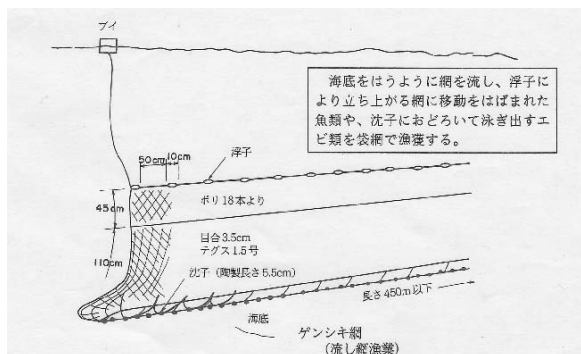 ブイ
海底をはうように網を流し、浮子に
より立ち上がる網に移動をはばまれた
魚類や、沈子におどろいて泳ぎ出すエ
ビ類を袋網で漁獲する。
50cm
10cm
浮子
45cm
ポリ18本より
目合3.5cm
テグス1.5号
110cm
沈子(陶製長さ5.5cm)
長さ450m以下
海底
ゲンシキ網
(流し縦漁業)